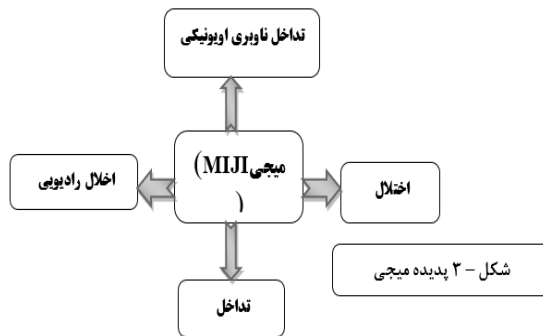 تداخل ناوبری اویونیکی
میجی(MIJI
)
اخلال رادیویی
اختلال
تداخل
شکل – ۳ پدیده میجی